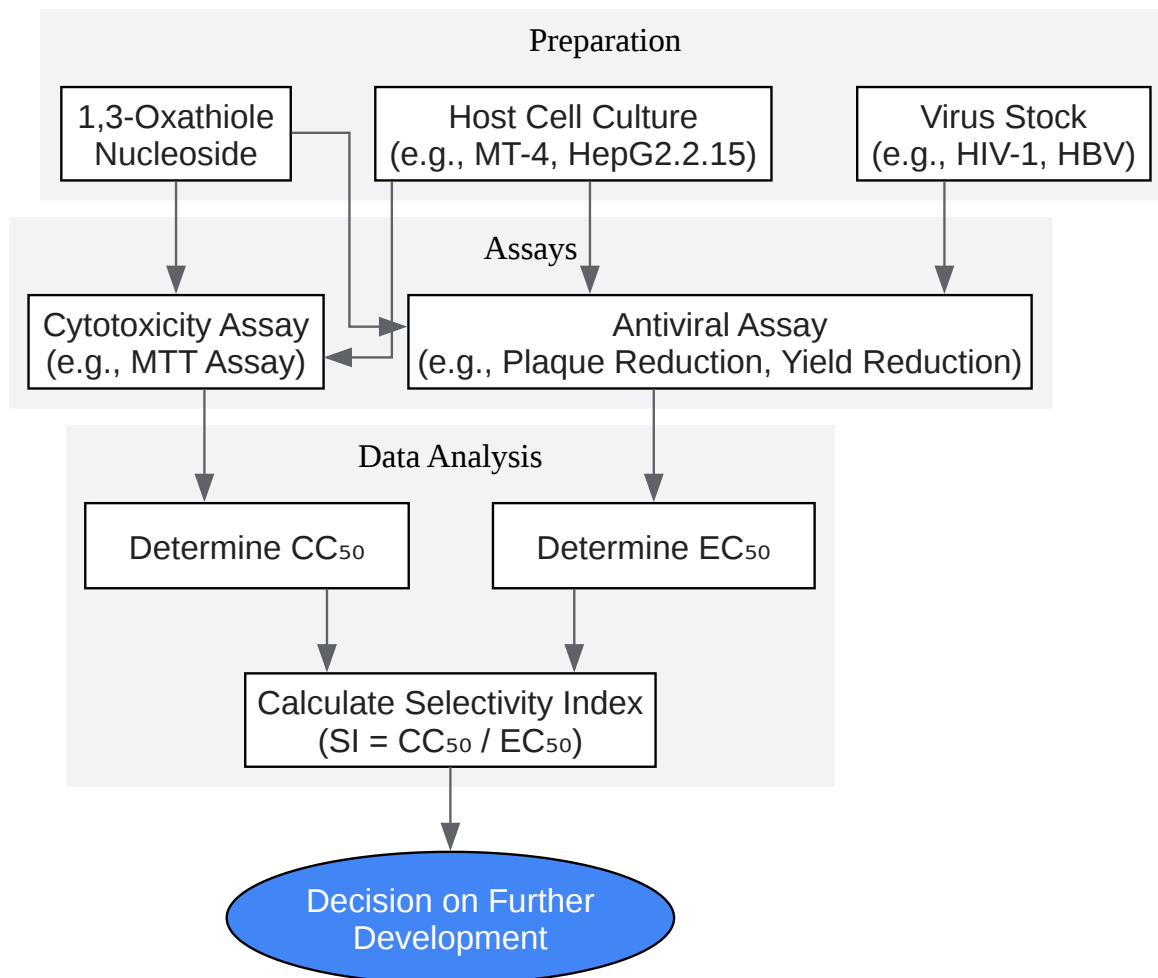 Preparation
1,3-Oxathiole
Nucleoside
Host Cell Culture
(e.g., MT-4, HepG2.2.15)
Virus Stock
(e.g., HIV-1, HBV)
Assays
Cytotoxicity Assay
(e.g., MTT Assay)
Antiviral Assay
(e.g., Plaque Reduction, Yield Reduction)
Data Analysis
Determine CC₅₀
Determine EC₅₀
Calculate Selectivity Index
(SI = CC₅₀ / EC₅₀)
Decision on Further
Development